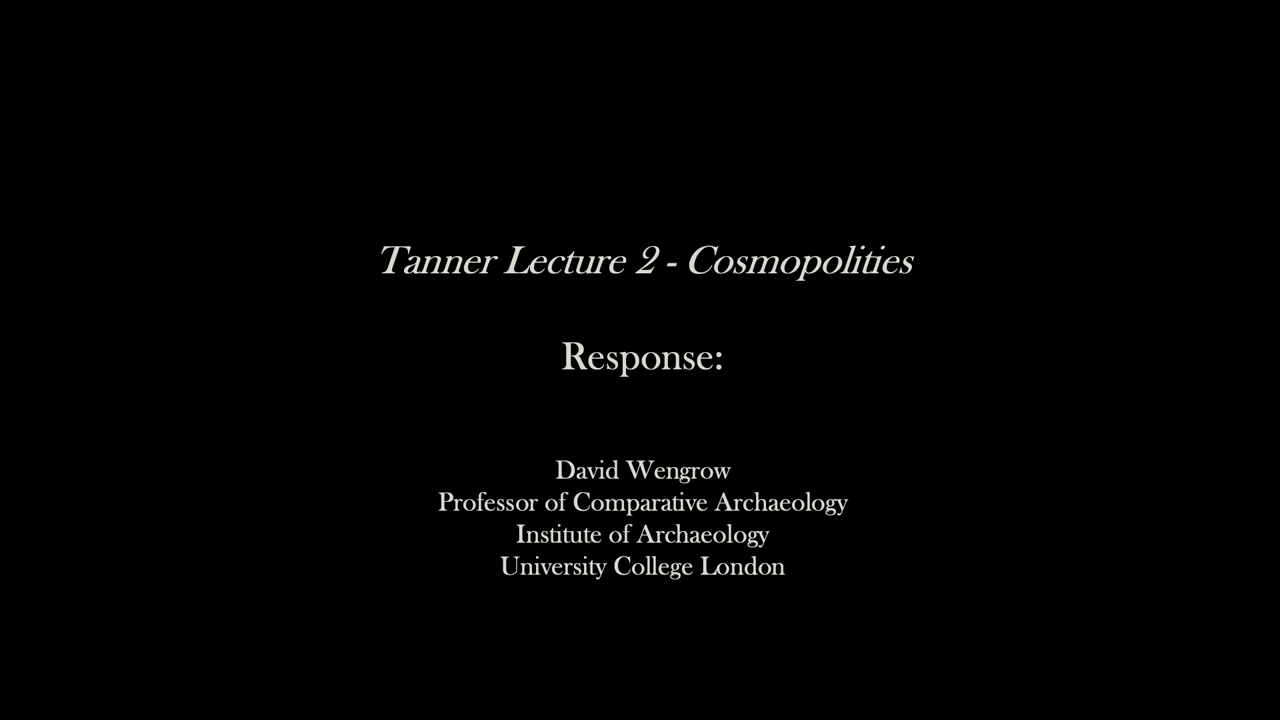 Tanner Lecture 2 - Cosmopolities
Response:
David Wengrow
Professor of Comparative Archaeology
Institute of Archaeology
University College London